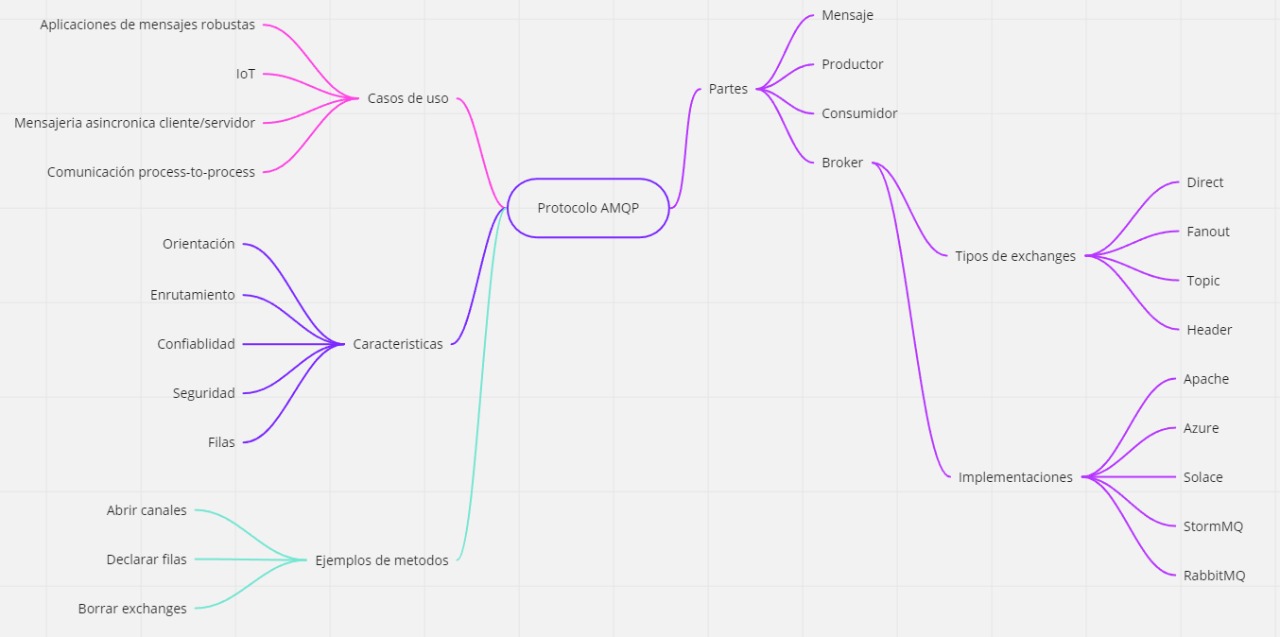 Protocolo AMQP
Casos de uso
Aplicaciones de mensajes robustas
IoT
Mensajeria asincronica cliente/servidor
Comunicación process-to-process
Caracteristicas
Orientación
Enrutamiento
Confiablidad
Seguridad
Filas
Ejemplos de metodos
Abrir canales
Declarar filas
Borrar exchanges
Partes
Mensaje
Productor
Consumidor
Broker
Tipos de exchanges
Direct
Fanout
Topic
Header
Implementaciones
Apache
Azure
Solace
StormMQ
RabbitMQ